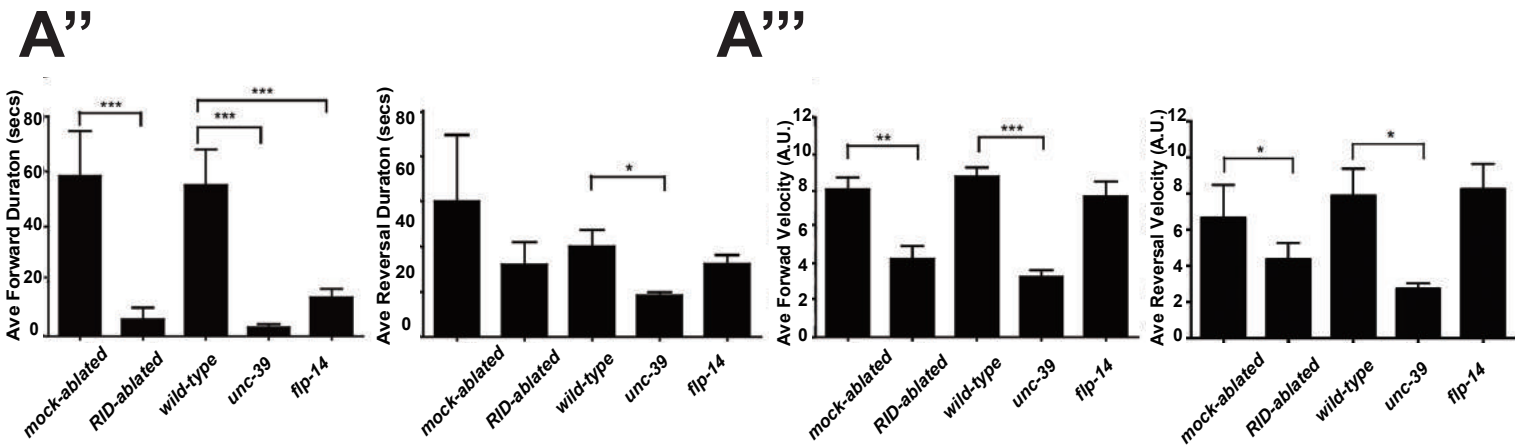 A’’
A’’’
Ave Forward Duraton (secs)
80
60
40
20
0
***
***
***
mock-ablated
RID-ablated
wild-type
unc-39
flp-14
Ave Reversal Duraton (secs)
80
60
40
20
0
*
mock-ablated
RID-ablated
wild-type
unc-39
flp-14
Ave Forwad Velocity (A.U.)
12
10
8
6
4
2
0
**
***
mock-ablated
RID-ablated
wild-type
unc-39
flp-14
Ave Reversal Velocity (A.U.)
12
10
8
6
4
2
0
*
*
mock-ablated
RID-ablated
wild-type
unc-39
flp-14